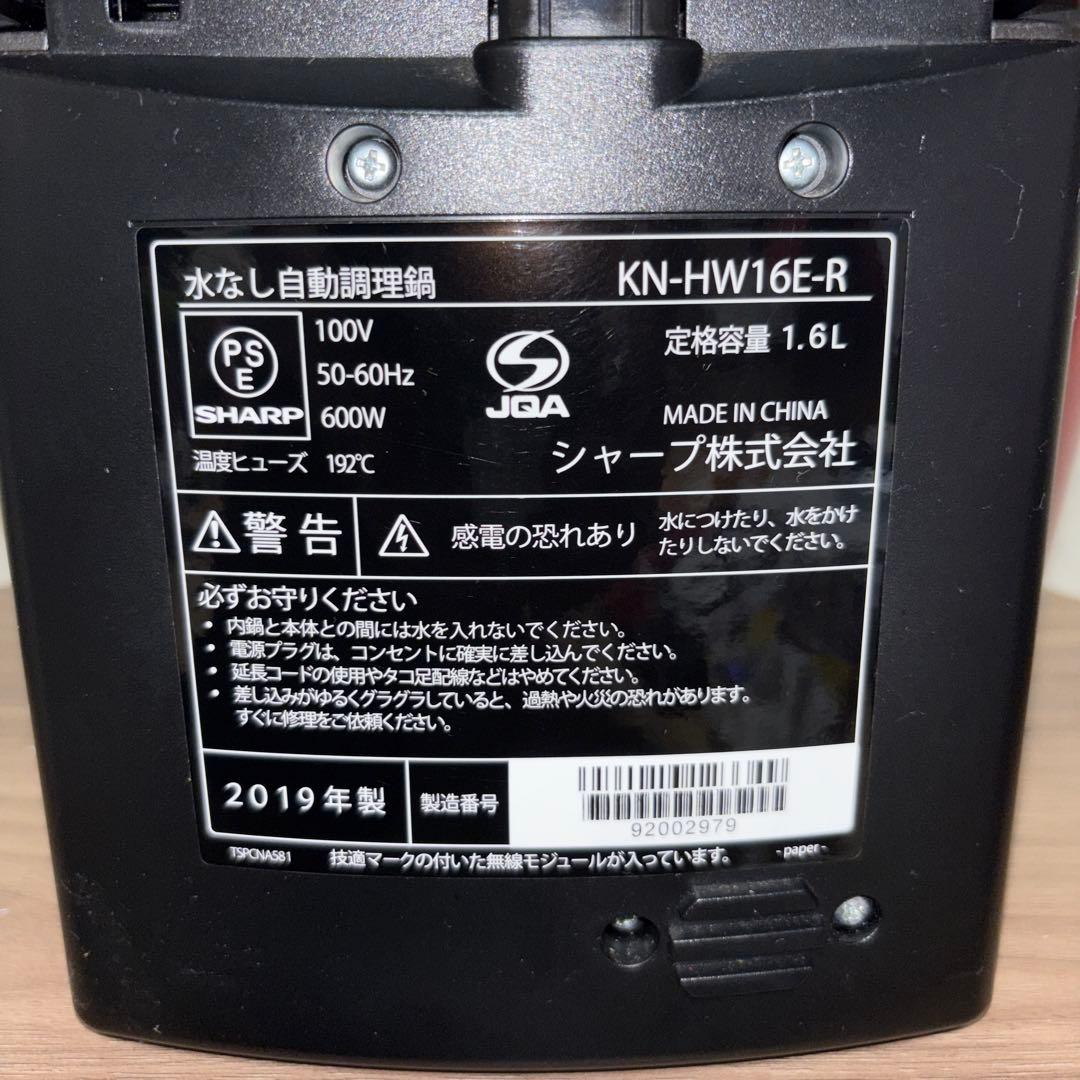 水なし自動調理鍋 KN-HW16E-R
PSE
SHARP
100V
50-60Hz
600W
温度ヒューズ 192℃
JQA
定格容量 1.6L
MADE IN CHINA
シャープ株式会社
警告
感電の恐れあり
水につけたり、水をかけ
たりしないでください。
必ずお守りください
・ 内鍋と本体との間には水を入れないでください。
・ 電源プラグは、コンセントに確実に差し込んでください。
・ 延長コードの使用やタコ足配線などはやめてください。
・ 差し込みがゆるくグラグラしていると、過熱や火災の恐れがあります。
すぐに修理をご依頼ください。
2019年製
製造番号
92002979
TSPCNA581 技適マークの付いた無線モジュールが入っています。 - paper -